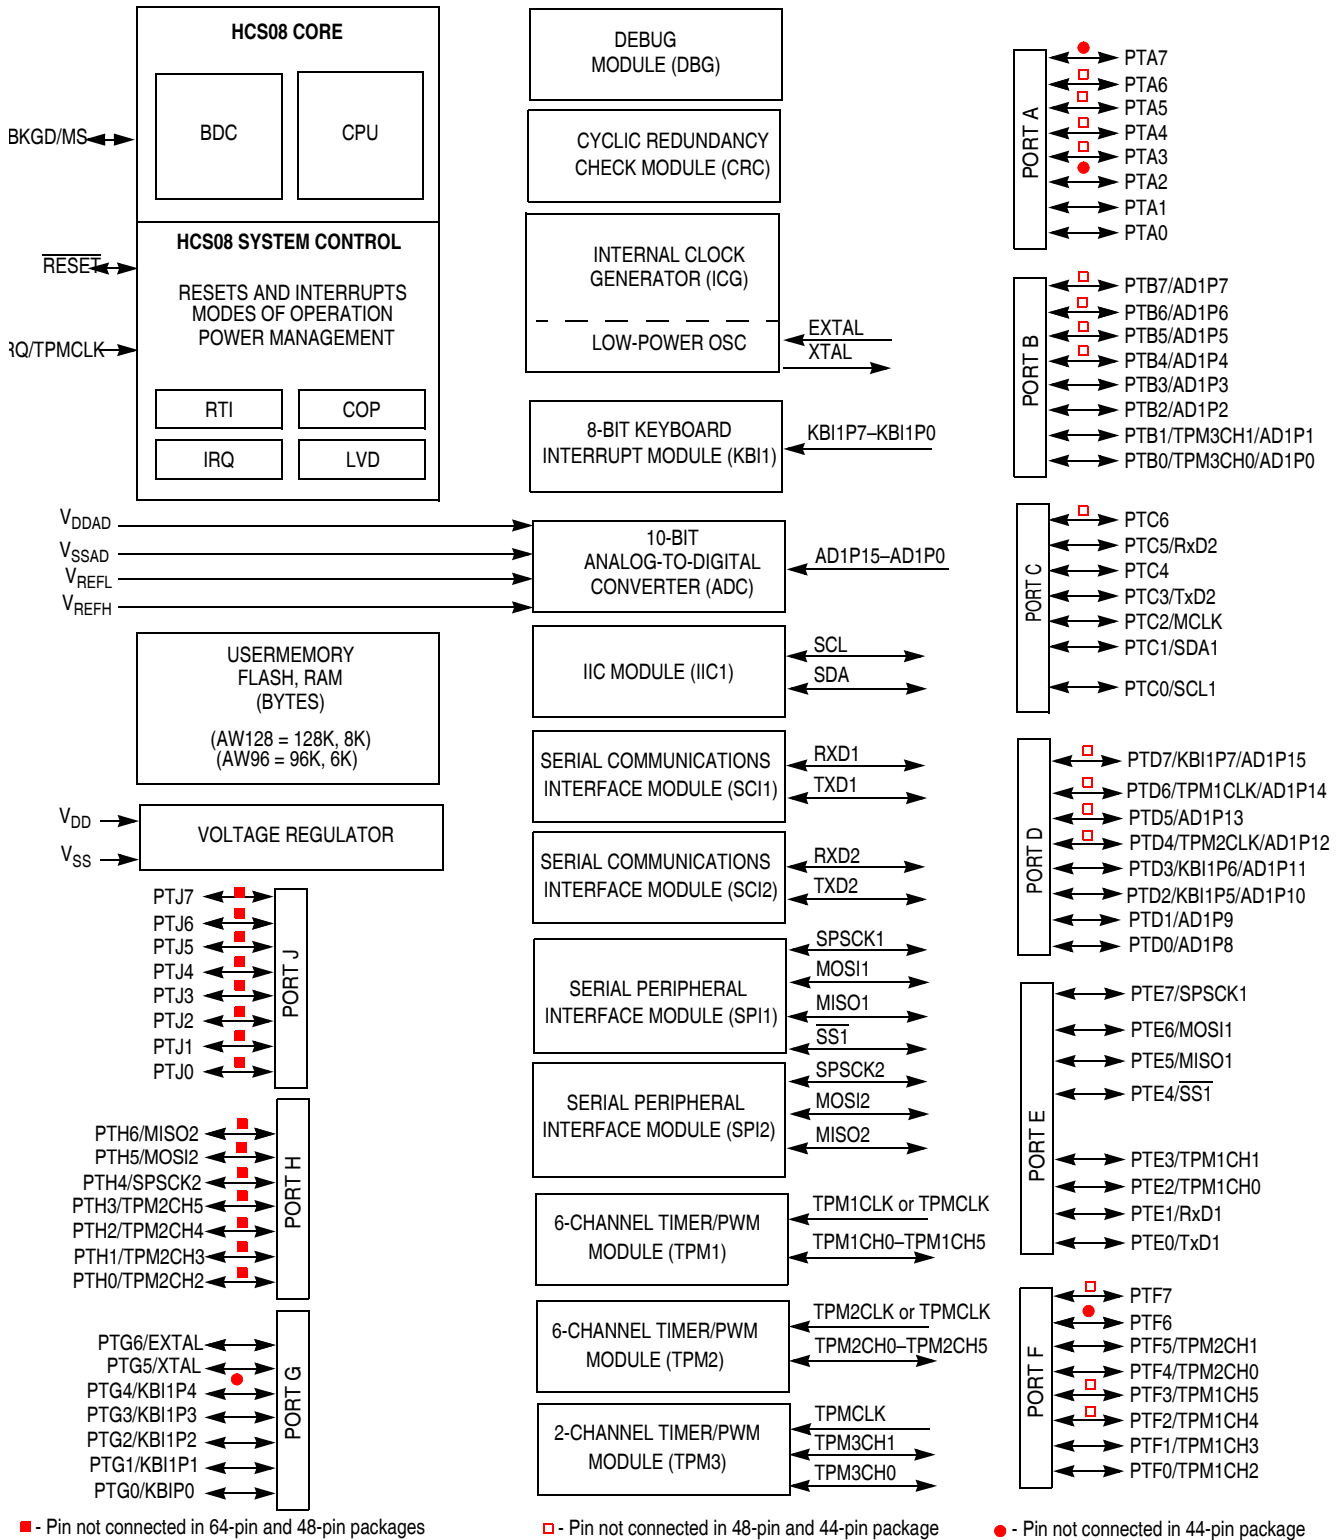 HCS08 CORE
BDC
CPU
BKGD/MS
HCS08 SYSTEM CONTROL
RESET
RESETS AND INTERRUPTS
MODES OF OPERATION
POWER MANAGEMENT
RQ/TPMCLK
RTI
COP
IRQ
LVD
VDDAD
VSSAD
VREFL
VREFH
USERMEMORY
FLASH, RAM
(BYTES)
(AW128 = 128K, 8K)
(AW96 = 96K, 6K)
VDD
VSS
VOLTAGE REGULATOR
PTJ7
PTJ6
PTJ5
PTJ4
PTJ3
PTJ2
PTJ1
PTJ0
PORT J
PTH6/MISO2
PTH5/MOSI2
PTH4/SPSCK2
PTH3/TPM2CH5
PTH2/TPM2CH4
PTH1/TPM2CH3
PTH0/TPM2CH2
PORT H
PTG6/EXTAL
PTG5/XTAL
PTG4/KBI1P4
PTG3/KBI1P3
PTG2/KBI1P2
PTG1/KBI1P1
PTG0/KBIP0
PORT G
DEBUG
MODULE (DBG)
CYCLIC REDUNDANCY
CHECK MODULE (CRC)
INTERNAL CLOCK
GENERATOR (ICG)
LOW-POWER OSC
EXTAL
XTAL
8-BIT KEYBOARD
INTERRUPT MODULE (KBI1)
KBI1P7–KBI1P0
10-BIT
ANALOG-TO-DIGITAL
CONVERTER (ADC)
AD1P15–AD1P0
IIC MODULE (IIC1)
SCL
SDA
SERIAL COMMUNICATIONS
INTERFACE MODULE (SCI1)
RXD1
TXD1
SERIAL COMMUNICATIONS
INTERFACE MODULE (SCI2)
RXD2
TXD2
SERIAL PERIPHERAL
INTERFACE MODULE (SPI1)
SPSCK1
MOSI1
MISO1
SS1
SERIAL PERIPHERAL
INTERFACE MODULE (SPI2)
SPSCK2
MOSI2
MISO2
6-CHANNEL TIMER/PWM
MODULE (TPM1)
TPM1CLK or TPMCLK
TPM1CH0–TPM1CH5
6-CHANNEL TIMER/PWM
MODULE (TPM2)
TPM2CLK or TPMCLK
TPM2CH0–TPM2CH5
2-CHANNEL TIMER/PWM
MODULE (TPM3)
TPMCLK
TPM3CH1
TPM3CH0
PORT A
PTA7
PTA6
PTA5
PTA4
PTA3
PTA2
PTA1
PTA0
PORT B
PTB7/AD1P7
PTB6/AD1P6
PTB5/AD1P5
PTB4/AD1P4
PTB3/AD1P3
PTB2/AD1P2
PTB1/TPM3CH1/AD1P1
PTB0/TPM3CH0/AD1P0
PORT C
PTC6
PTC5/RxD2
PTC4
PTC3/TxD2
PTC2/MCLK
PTC1/SDA1
PTC0/SCL1
PORT D
PTD7/KBI1P7/AD1P15
PTD6/TPM1CLK/AD1P14
PTD5/AD1P13
PTD4/TPM2CLK/AD1P12
PTD3/KBI1P6/AD1P11
PTD2/KBI1P5/AD1P10
PTD1/AD1P9
PTD0/AD1P8
PORT E
PTE7/SPSCK1
PTE6/MOSI1
PTE5/MISO1
PTE4/SS1
PTE3/TPM1CH1
PTE2/TPM1CH0
PTE1/RxD1
PTE0/TxD1
PORT F
PTF7
PTF6
PTF5/TPM2CH1
PTF4/TPM2CH0
PTF3/TPM1CH5
PTF2/TPM1CH4
PTF1/TPM1CH3
PTF0/TPM1CH2
- Pin not connected in 64-pin and 48-pin packages
- Pin not connected in 48-pin and 44-pin package
- Pin not connected in 44-pin package